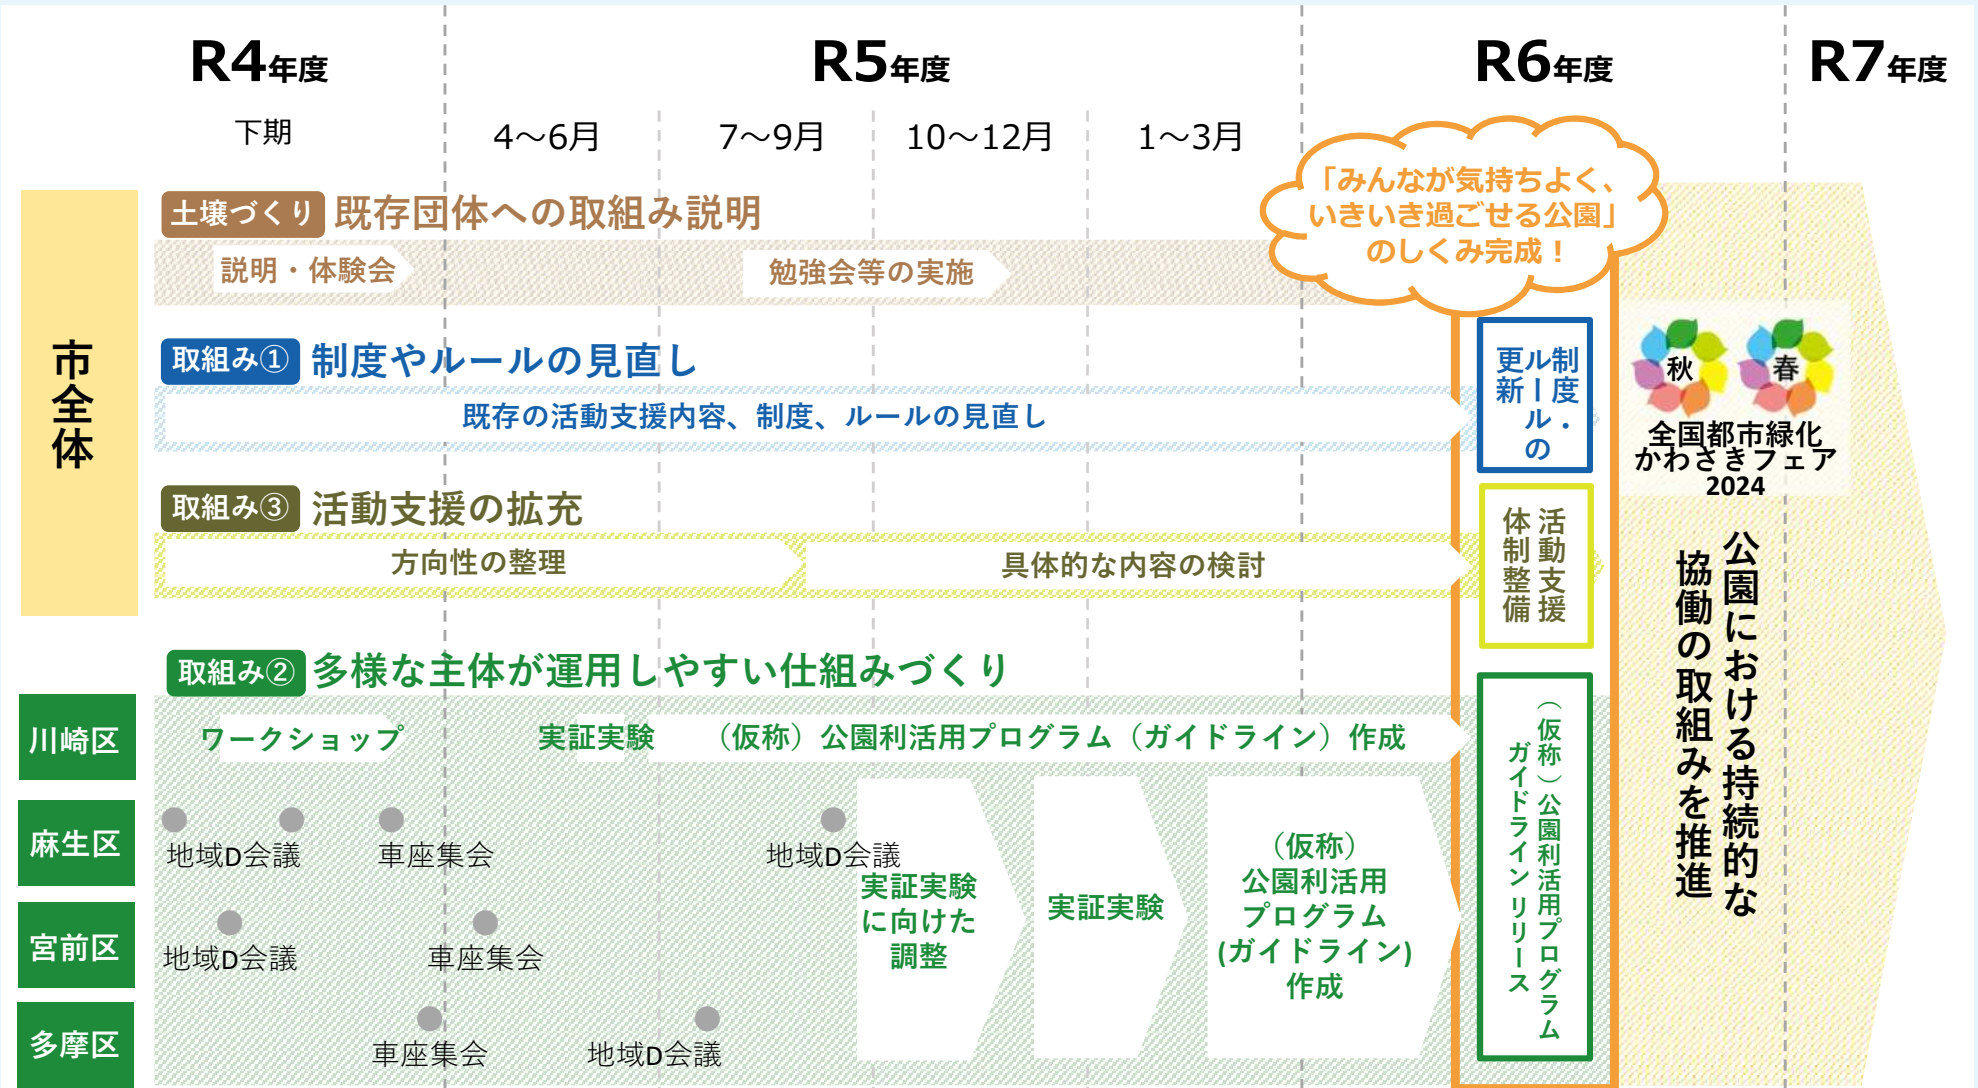 R4年度
R5年度
R6年度
R7年度
下期
4～6月
7～9月
10～12月
1～3月
「みんなが気持ちよく、
いきいき過ごせる公園」
のしくみ完成！
市全体
土壌づくり 既存団体への取組み説明
説明・体験会
勉強会等の実施
取組み① 制度やルールの見直し
既存の活動支援内容、制度、ルールの見直し
制度・
ルールの
更新
取組み③ 活動支援の拡充
方向性の整理
具体的な内容の検討
活動支援
体制整備
取組み② 多様な主体が運用しやすい仕組みづくり
川崎区
ワークショップ
実証実験
（仮称）公園利活用プログラム（ガイドライン）作成
麻生区
地域D会議
車座集会
地域D会議
宮前区
地域D会議
車座集会
多摩区
車座集会
地域D会議
実証実験
に向けた
調整
実証実験
（仮称）
公園利活用
プログラム
(ガイドライン)
作成
（仮称）公園利活用プログラム
ガイドライン リリース
秋
春
全国都市緑化
かわさきフェア
2024
公園における持続的な
協働の取組みを推進